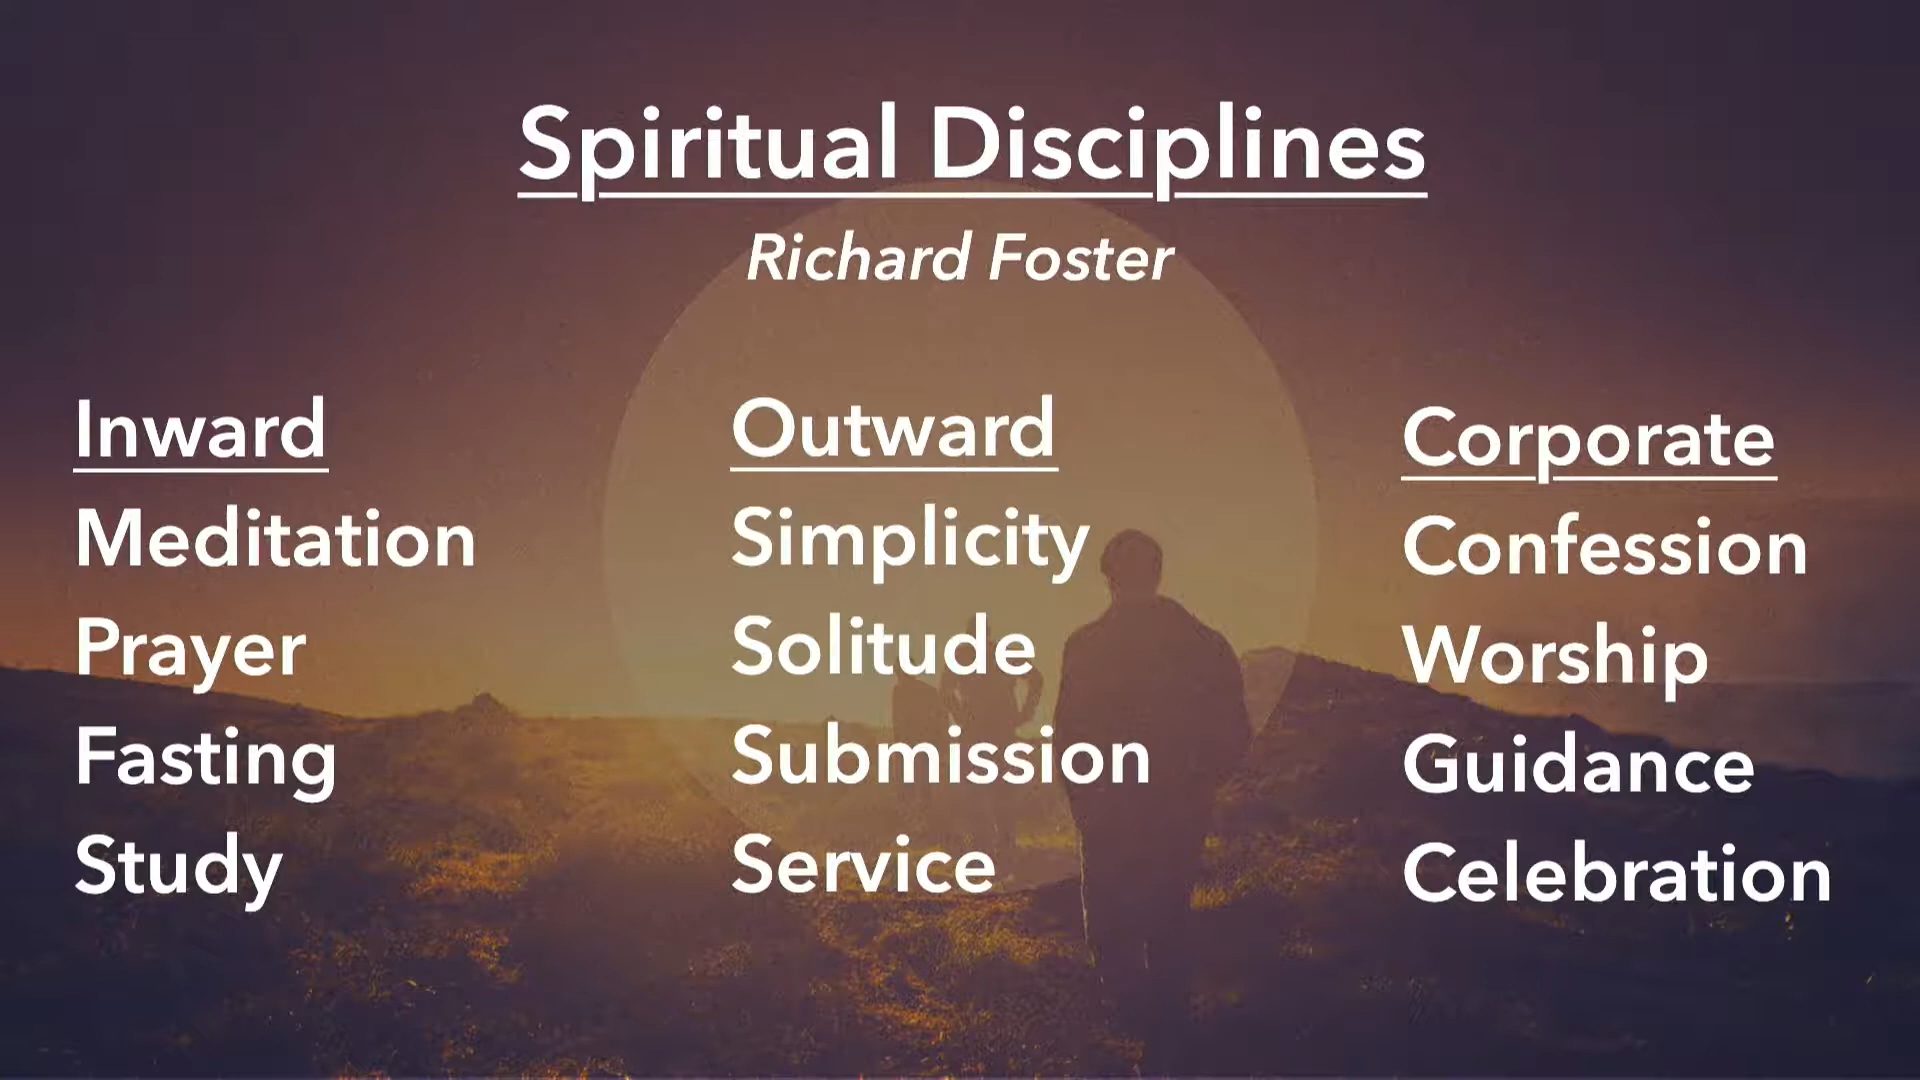 Spiritual Disciplines
Richard Foster
Inward
Meditation
Prayer
Fasting
Study
Outward
Simplicity
Solitude
Submission
Service
Corporate
Confession
Worship
Guidance
Celebration